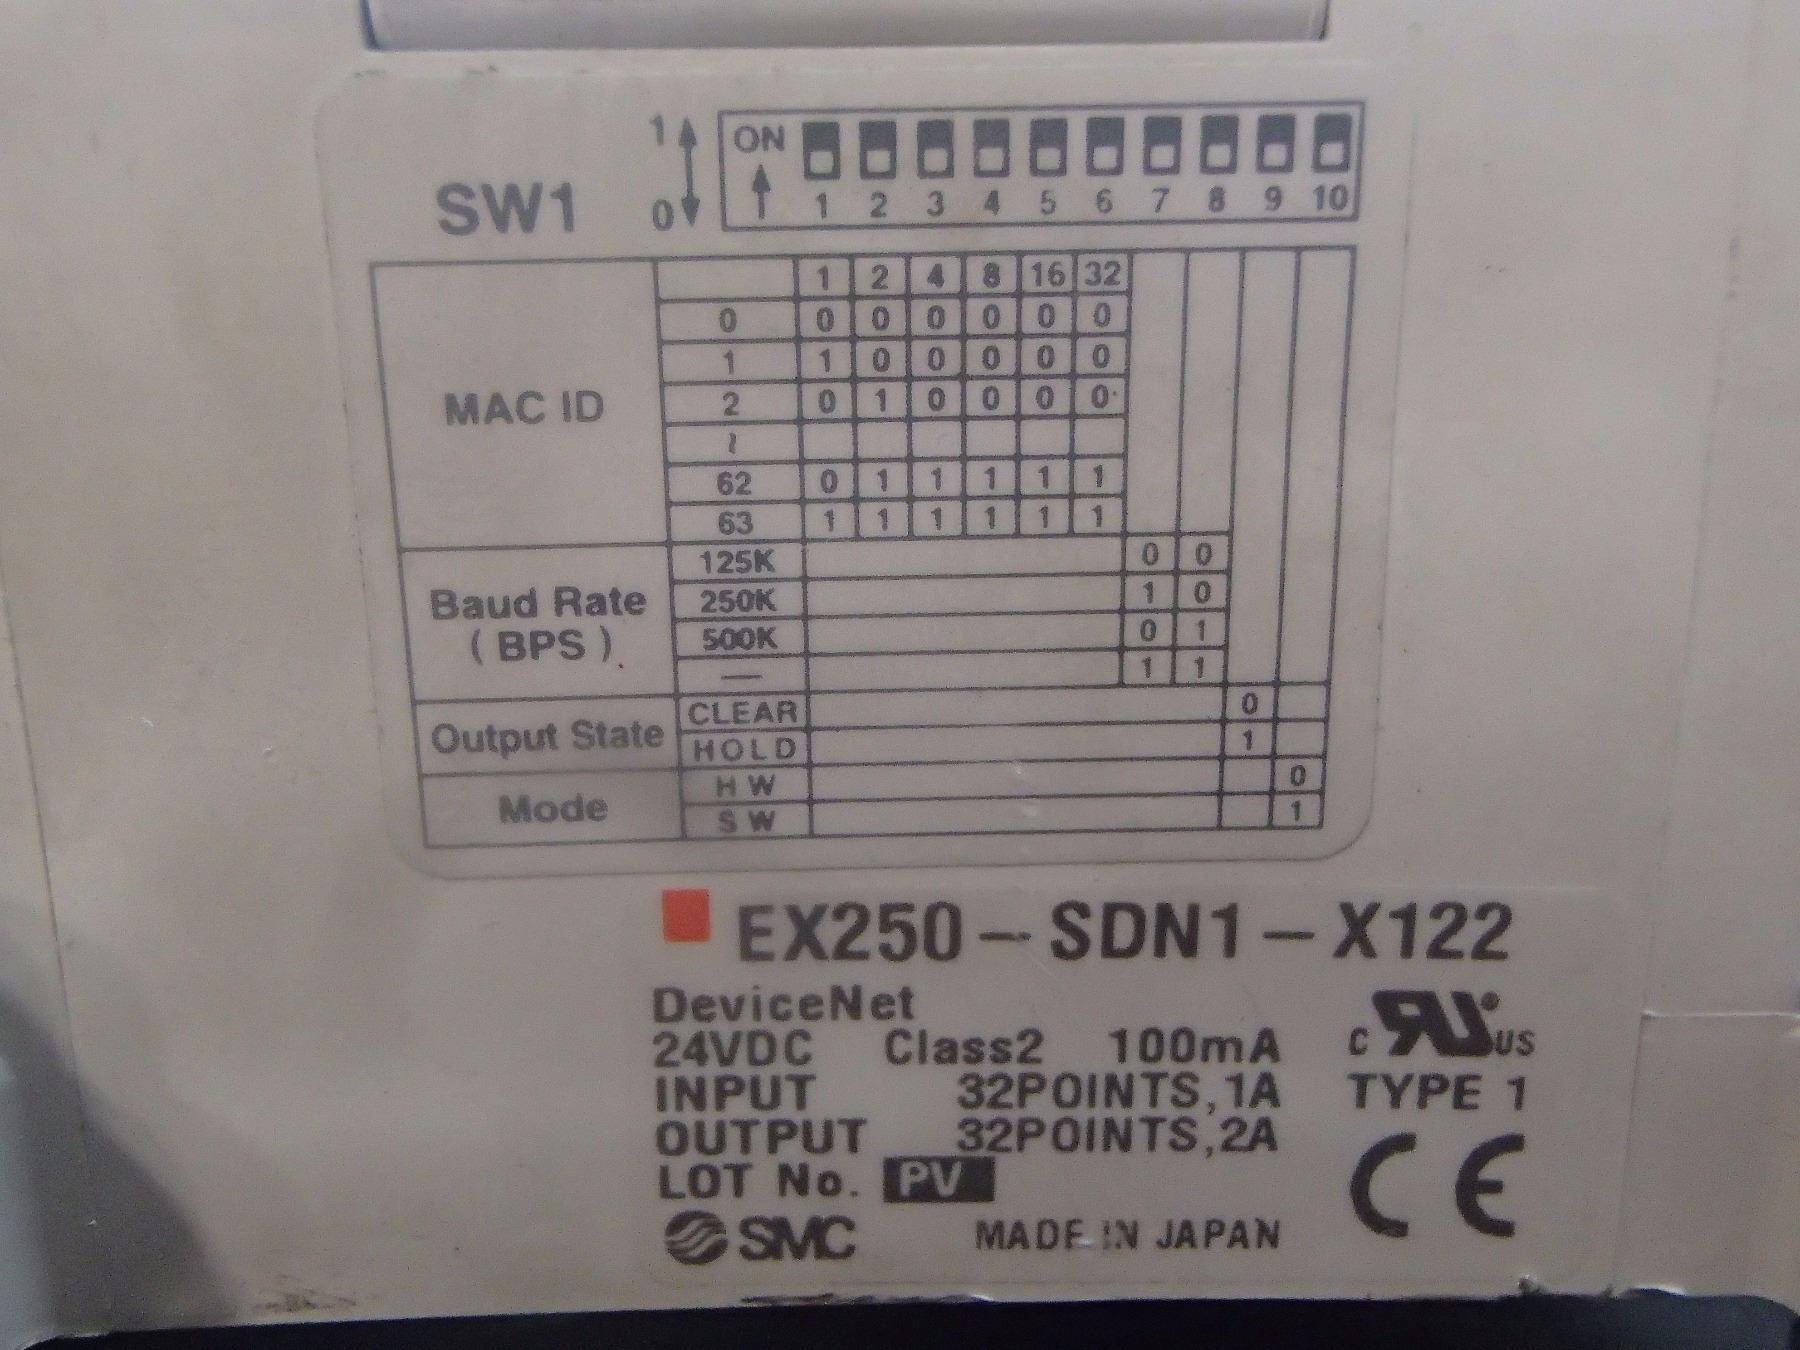 1
ON
SW1
0
1 2 3 4 5 6 7 8 9 10
1 2 4 8 16 32
0 0 0 0 0 0 0
1 1 0 0 0 0 0
MAC ID
2 0 1 0 0 0 0
~
62 0 1 1 1 1 1
63 1 1 1 1 1 1
125K 0 0
Baud Rate
250K 1 0
(BPS)
500K 0 1
— 1 1
CLEAR 0
Output State
HOLD 1
HW 0
Mode
SW 1
EX250-SDN1-X122
DeviceNet
24VDC Class2 100mA
c RU® US
INPUT 32POINTS,1A TYPE 1
OUTPUT 32POINTS,2A
LOT No. PV
CE
SMC MADE IN JAPAN